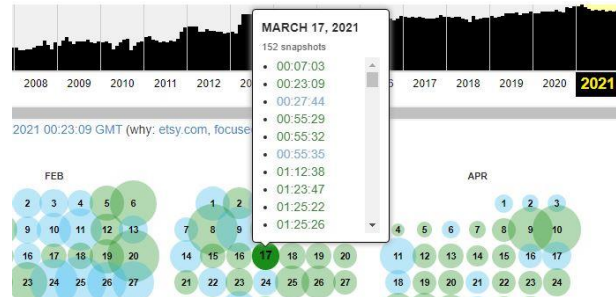 MARCH 17, 2021
152 snapshots
00:07:03
00:23:09
00:27:44
00:55:29
00:55:32
00:55:35
01:12:38
01:23:47
01:25:22
01:25:26
2008 2009 2010 2011 2012 2017 2018 2019 2020 2021
2021 00:23:09 GMT (why: etsy.com, focuse
FEB APR
2 3 4 5 6 1 2 1 2 3
9 10 11 12 13 7 8 9 4 5 6 7 8 9 10
16 17 18 19 20 14 15 16 17 18 19 20 11 12 13 14 15 16 17
23 24 25 26 27 21 22 23 24 25 26 27 18 19 20 21 22 23 24